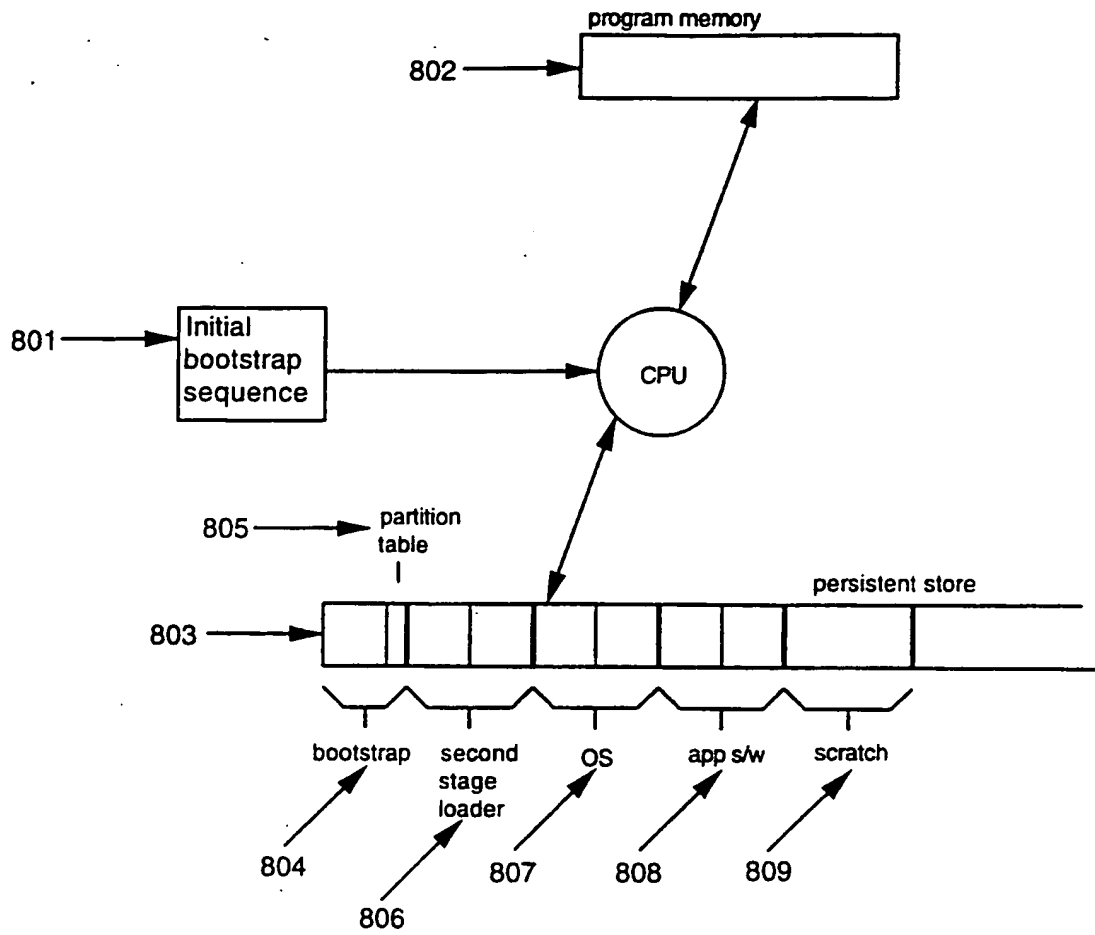 program memory
802
801
Initial
bootstrap
sequence
CPU
805
partition
table
persistent store
803
bootstrap
second
stage
loader
OS
app s/w
scratch
804
806
807
808
809